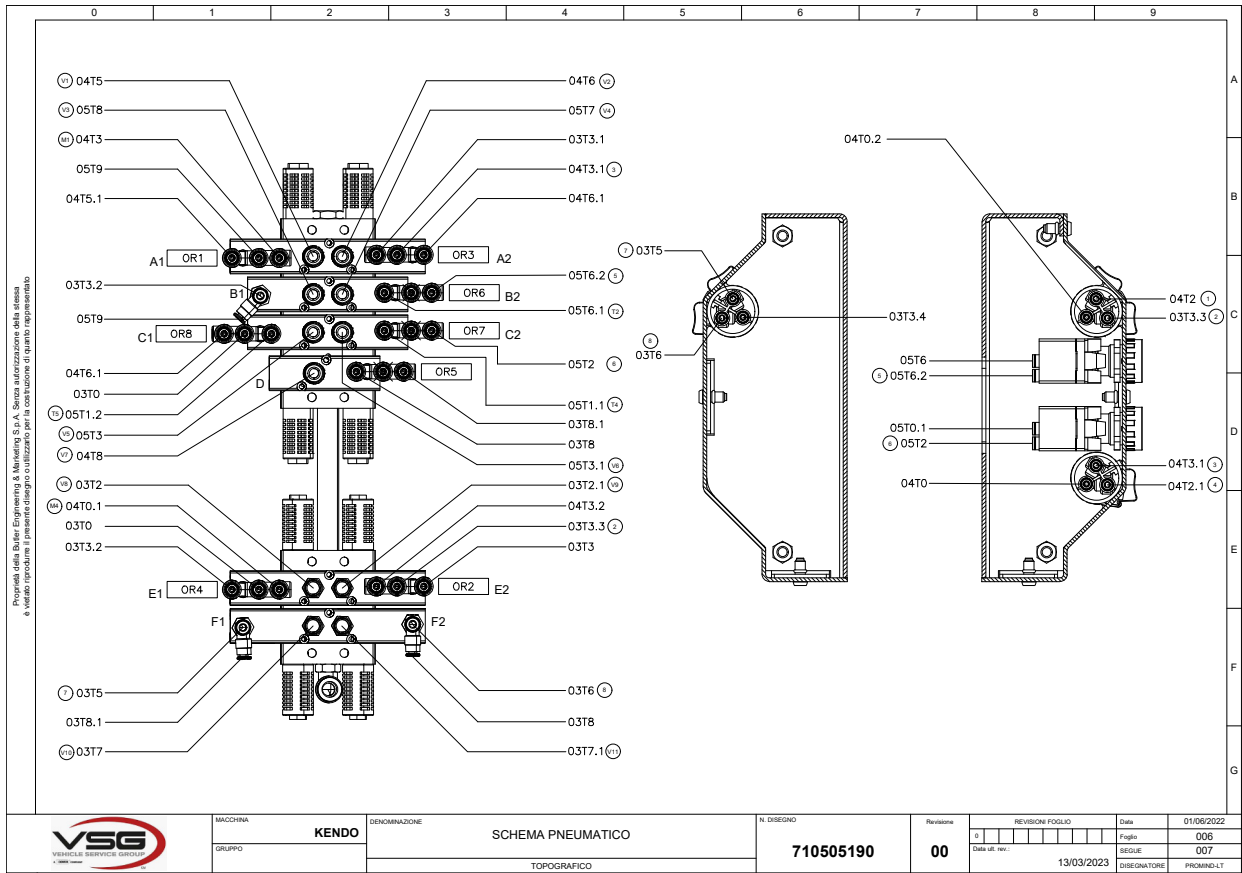 0 1 2 3 4 5 6 7 8 9
A
B
C
D
E
F
G
V1 04T5
V3 05T8
M1 04T3
05T9
04T5.1
A1 OR1
03T3.2
B1
05T9
C1 OR8
04T6.1
03T0
D
T5 05T1.2
V5 05T3
V7 04T8
V8 03T2
M4 04T0.1
03T0
03T3.2
E1 OR4
F1
7 03T5
03T8.1
V10 03T7
04T6 V2
05T7 V4
03T3.1
04T3.1 3
04T6.1
OR3 A2
05T6.2 5
OR6 B2
05T6.1 T2
OR7 C2
05T2 6
OR5
05T1.1 T4
03T8.1
03T8
05T3.1 V6
03T2.1 V9
04T3.2
03T3.3 2
03T3
OR2 E2
F2
03T6 8
03T8
03T7.1 V11
7 03T5
8
03T6
03T3.4
04T0.2
04T2 1
03T3.3 2
05T6
5 05T6.2
05T0.1
6 05T2
04T0
04T3.1 3
04T2.1 4
Proprietà della Butler Engineering & Marketing S.p.A. Senza autorizzazione della stessa
è vietato riprodurre il presente disegno o utilizzarlo per la costruzione di quanto rappresentato
VSG
VEHICLE SERVICE GROUP
MACCHINA
KENDO
GRUPPO
DENOMINAZIONE
SCHEMA PNEUMATICO
TOPOGRAFICO
N. DISEGNO
710505190
Revisione
00
REVISIONI FOGLIO
0
Data ult. rev.:
13/03/2023
Data 01/06/2022
Foglio 006
SEGUE 007
DISEGNATORE PROMIND-LT